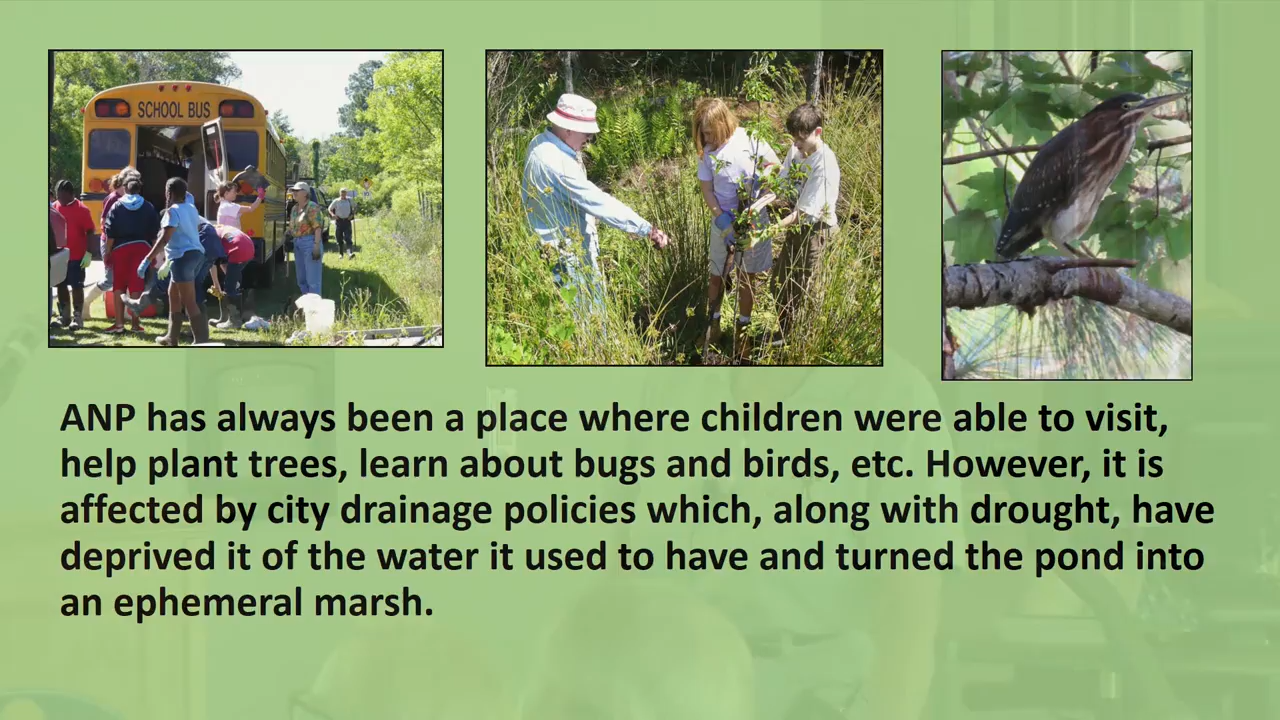 SCHOOL BUS
ANP has always been a place where children were able to visit,
help plant trees, learn about bugs and birds, etc. However, it is
affected by city drainage policies which, along with drought, have
deprived it of the water it used to have and turned the pond into
an ephemeral marsh.